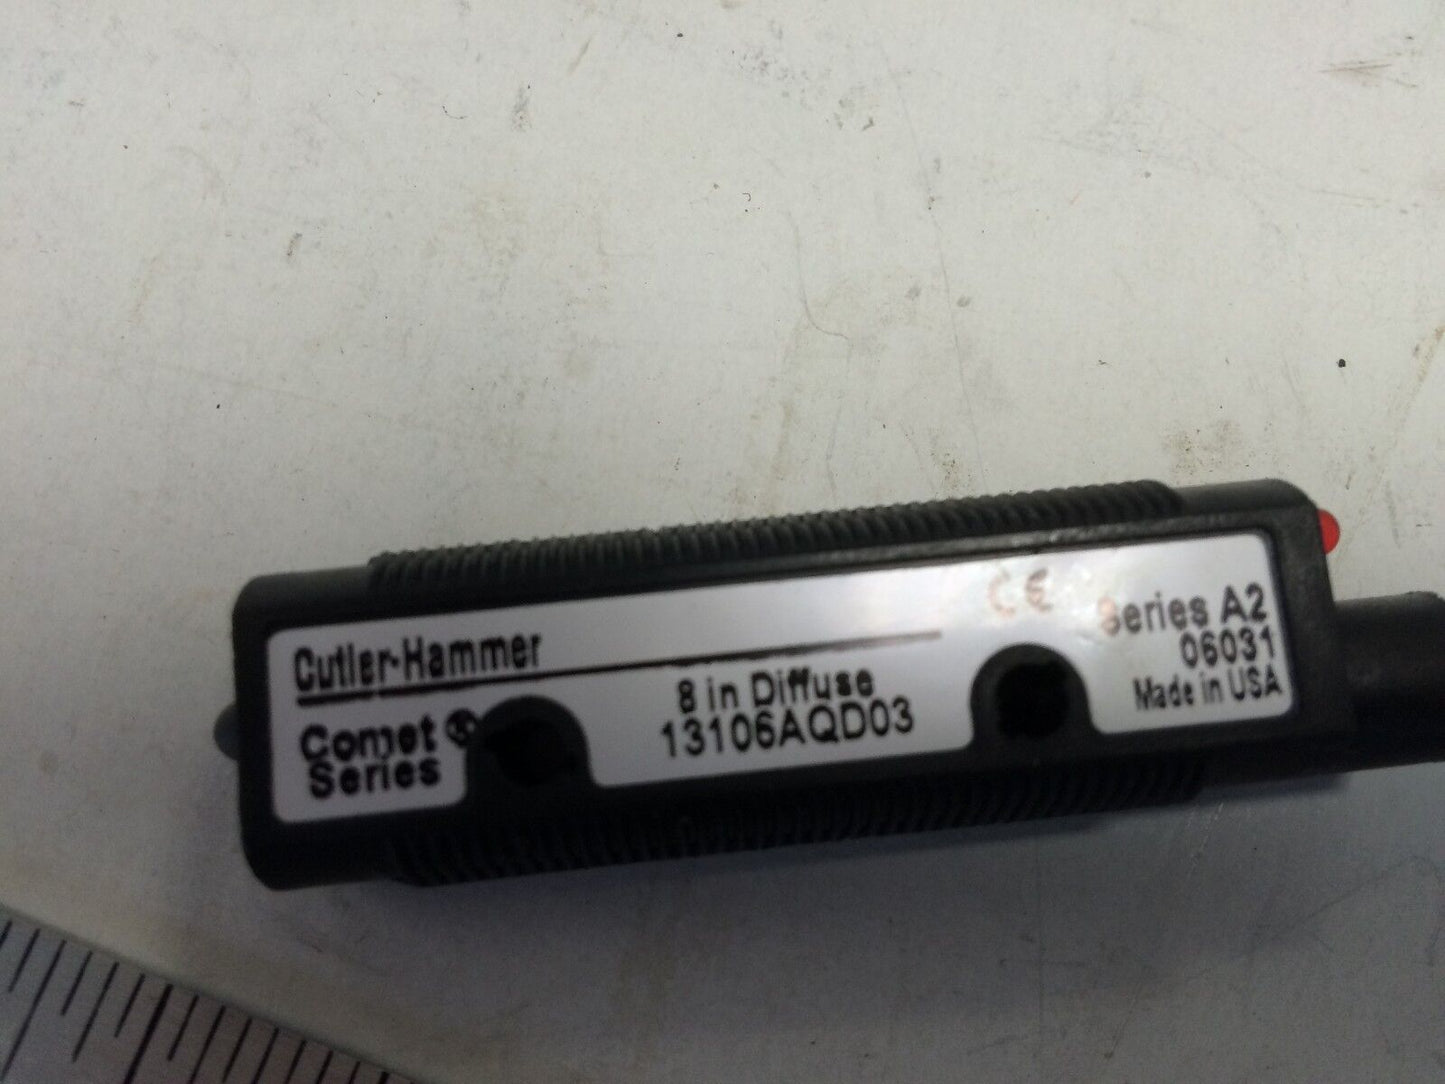 Cutler-Hammer
Comet ®
Series
8 in Diffuse
13106AQD03
CE
Series A2
06031
Made in USA